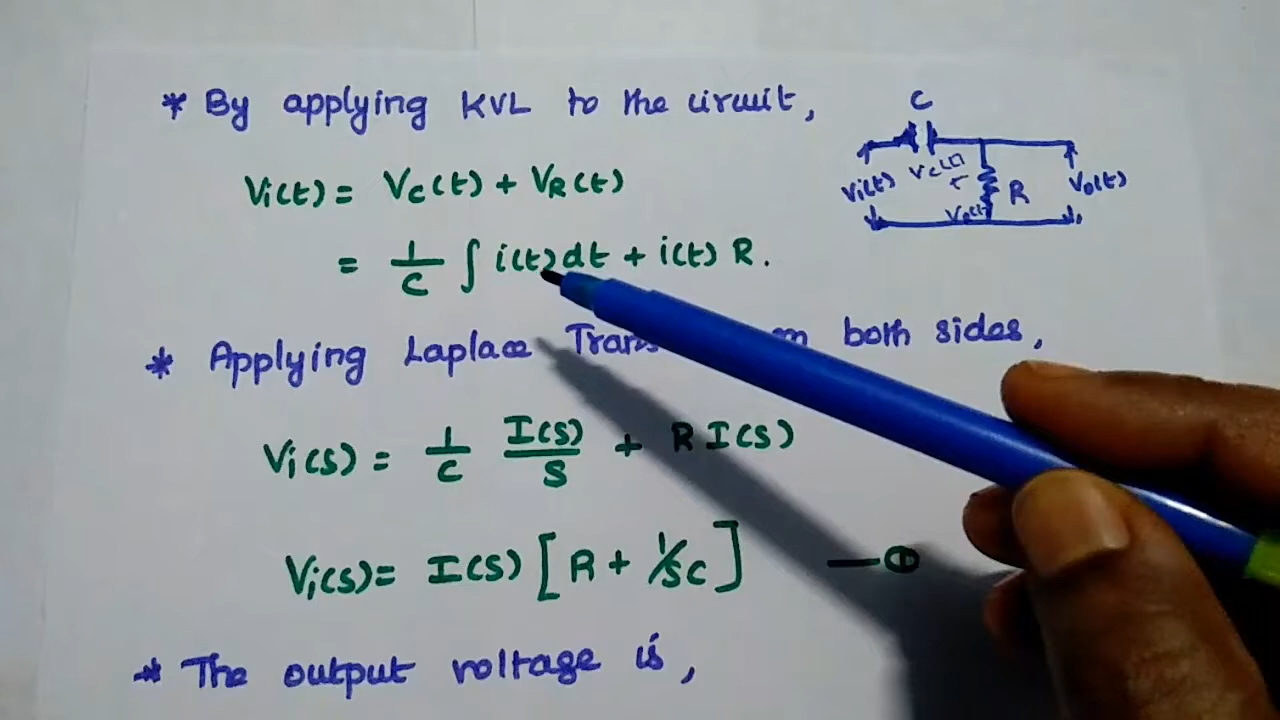 * By applying KVL to the circuit,
C
Vi(t) = Vc(t) + VR(t)
Vi(t)
R
Vo(t)
= 1/C ∫ i(t) dt + i(t) R.
* Applying Laplace both sides,
Vi(s) = 1/C I(s)/S + R I(s)
Vi(s) = I(s) [R + 1/SC] —①
* The output voltage is,